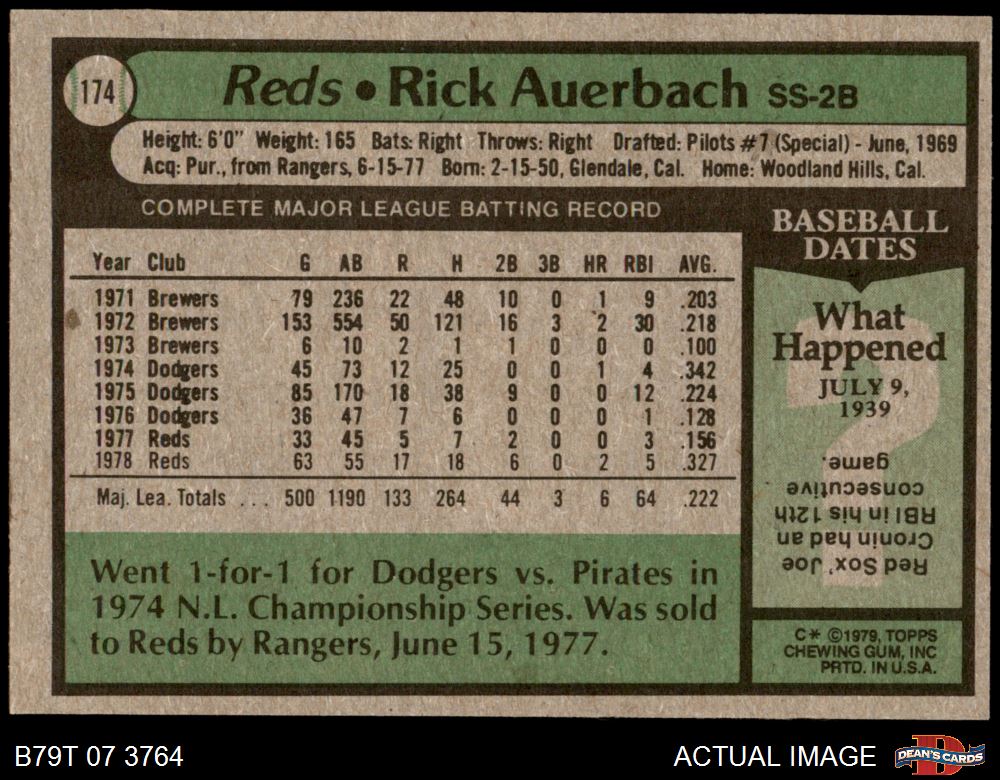 174
Reds • Rick Auerbach SS-2B
Height: 6'0" Weight: 165 Bats: Right Throws: Right Drafted: Pilots #7 (Special) - June, 1969
Acq: Pur., from Rangers, 6-15-77 Born: 2-15-50, Glendale, Cal. Home: Woodland Hills, Cal.
COMPLETE MAJOR LEAGUE BATTING RECORD
Year Club G AB R H 2B 3B HR RBI AVG.
1971 Brewers 79 236 22 48 10 0 1 9 .203
1972 Brewers 153 554 50 121 16 3 2 30 .218
1973 Brewers 6 10 2 1 1 0 0 0 .100
1974 Dodgers 45 73 12 25 0 0 1 4 .342
1975 Dodgers 85 170 18 38 9 0 0 12 .224
1976 Dodgers 36 47 7 6 0 0 0 1 .128
1977 Reds 33 45 5 7 2 0 0 3 .156
1978 Reds 63 55 17 18 6 0 2 5 .327
Maj. Lea. Totals ... 500 1190 133 264 44 3 6 64 .222
Went 1-for-1 for Dodgers vs. Pirates in
1974 N.L. Championship Series. Was sold
to Reds by Rangers, June 15, 1977.
BASEBALL
DATES
What
Happened
JULY 9,
1939
?
Red Sox' Joe
Cronin had an
RBI in his 12th
consecutive
game.
C* ©1979, TOPPS
CHEWING GUM, INC
PRTD. IN U.S.A.
B79T 07 3764
ACTUAL IMAGE
D
DEAN'S CARDS